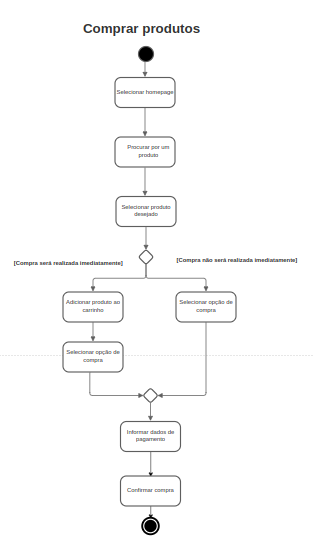 Comprar produtos
Selecionar homepage
Procurar por um
produto
Selecionar produto
desejado
[Compra será realizada imediatamente]
[Compra não será realizada imediatamente]
Adicionar produto ao
carrinho
Selecionar opção de
compra
Selecionar opção de
compra
Informar dados de
pagamento
Confirmar compra